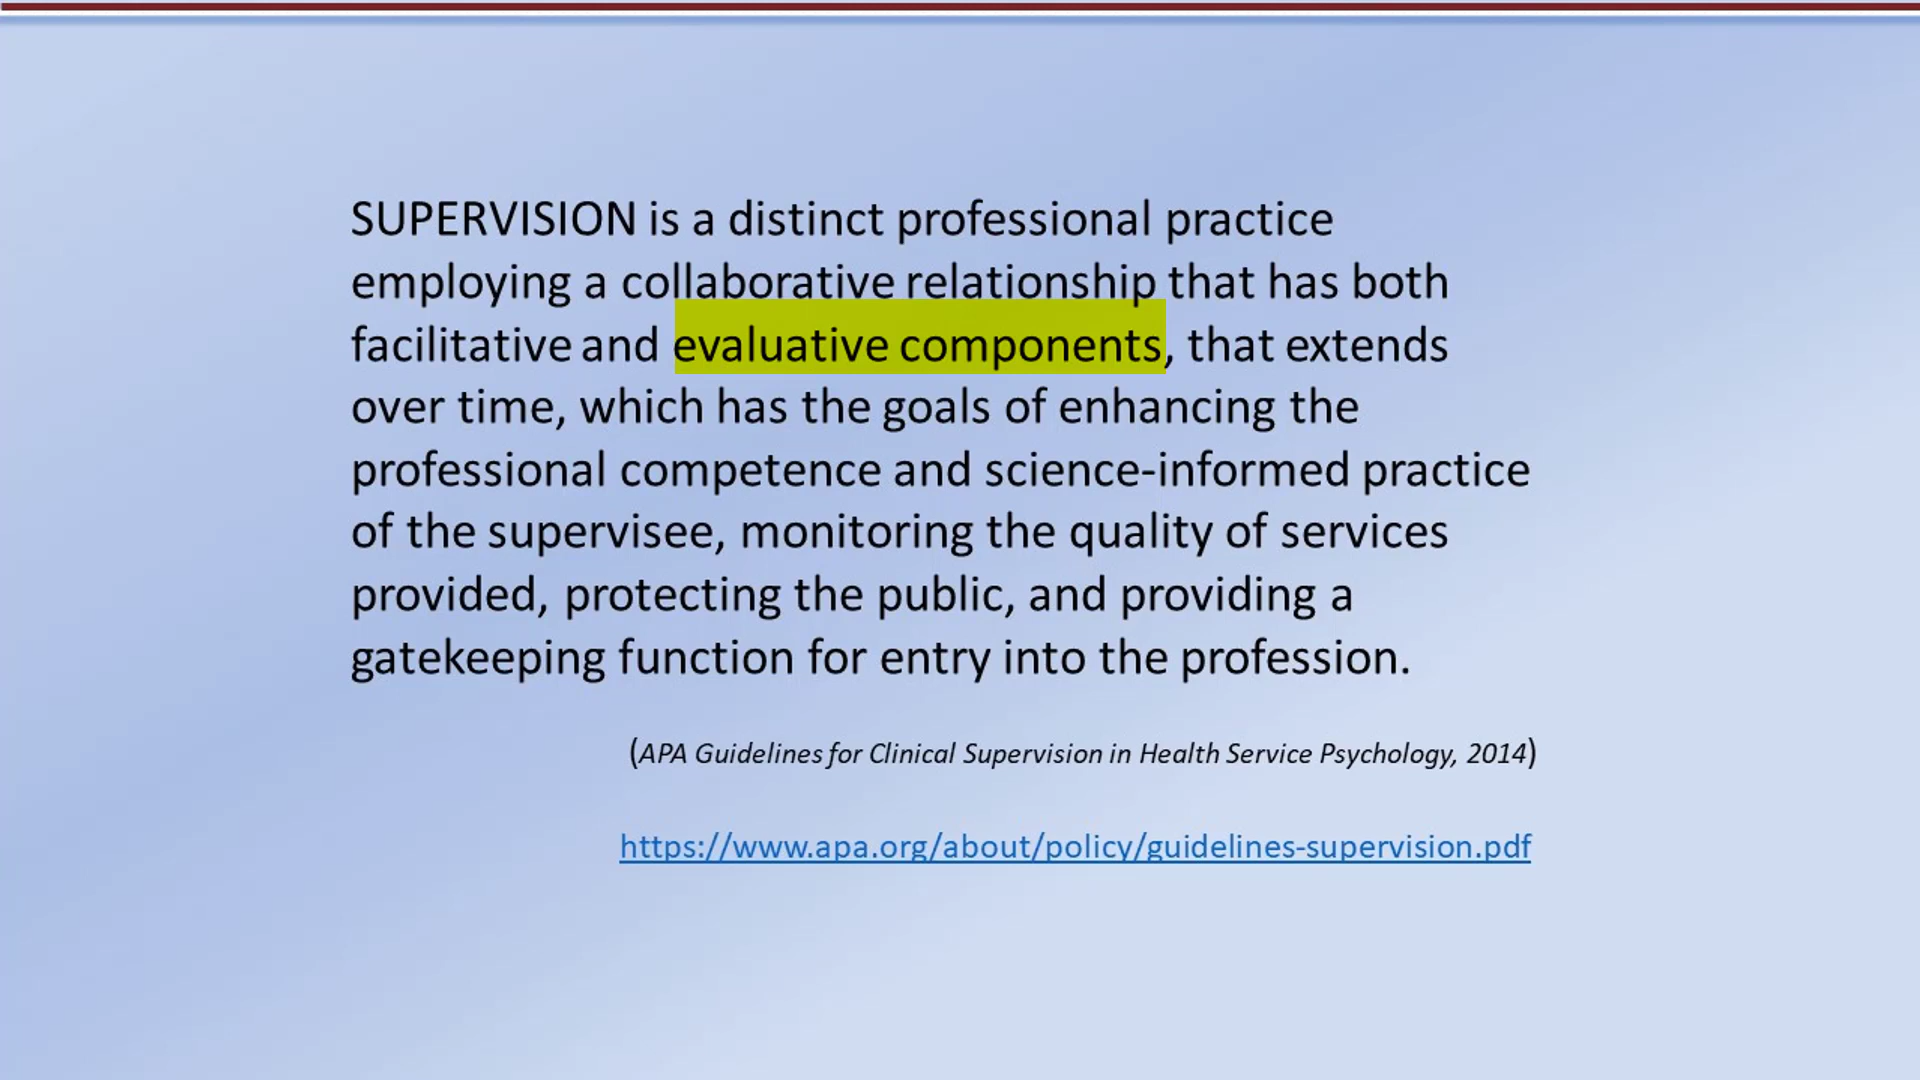 SUPERVISION is a distinct professional practice
employing a collaborative relationship that has both
facilitative and evaluative components, that extends
over time, which has the goals of enhancing the
professional competence and science-informed practice
of the supervisee, monitoring the quality of services
provided, protecting the public, and providing a
gatekeeping function for entry into the profession.
(APA Guidelines for Clinical Supervision in Health Service Psychology, 2014)
https://www.apa.org/about/policy/guidelines-supervision.pdf